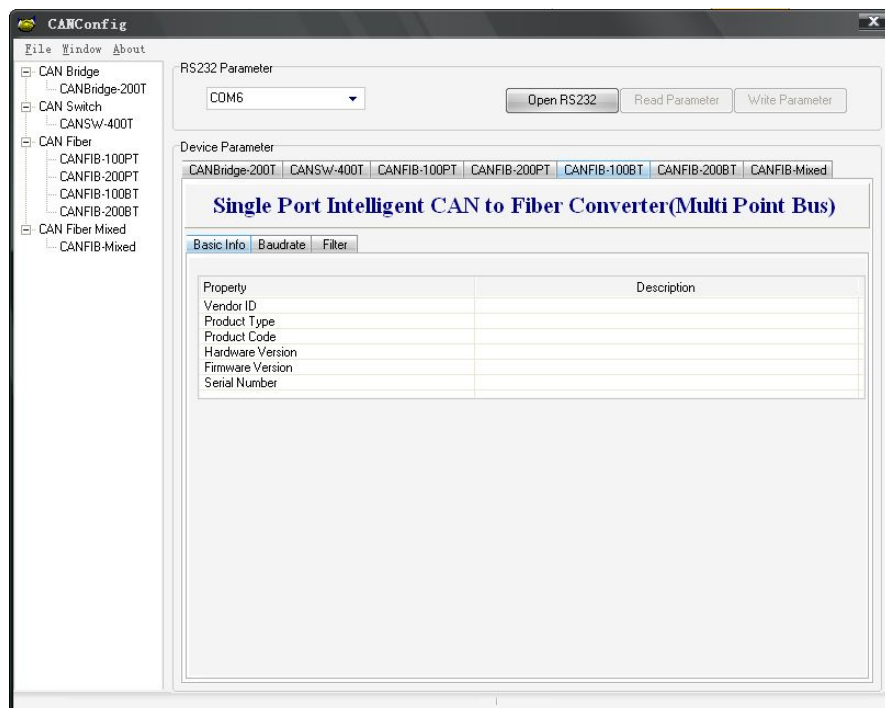 CANConfig
File Window About
CAN Bridge
CANBridge-200T
CAN Switch
CANSW-400T
CAN Fiber
CANFIB-100PT
CANFIB-200PT
CANFIB-100BT
CANFIB-200BT
CAN Fiber Mixed
CANFIB-Mixed
RS232 Parameter
COM6
Open RS232 Read Parameter Write Parameter
Device Parameter
CANBridge-200T CANSW-400T CANFIB-100PT CANFIB-200PT CANFIB-100BT CANFIB-200BT CANFIB-Mixed
Single Port Intelligent CAN to Fiber Converter(Multi Point Bus)
Basic Info Baudrate Filter
Property Description
Vendor ID
Product Type
Product Code
Hardware Version
Firmware Version
Serial Number